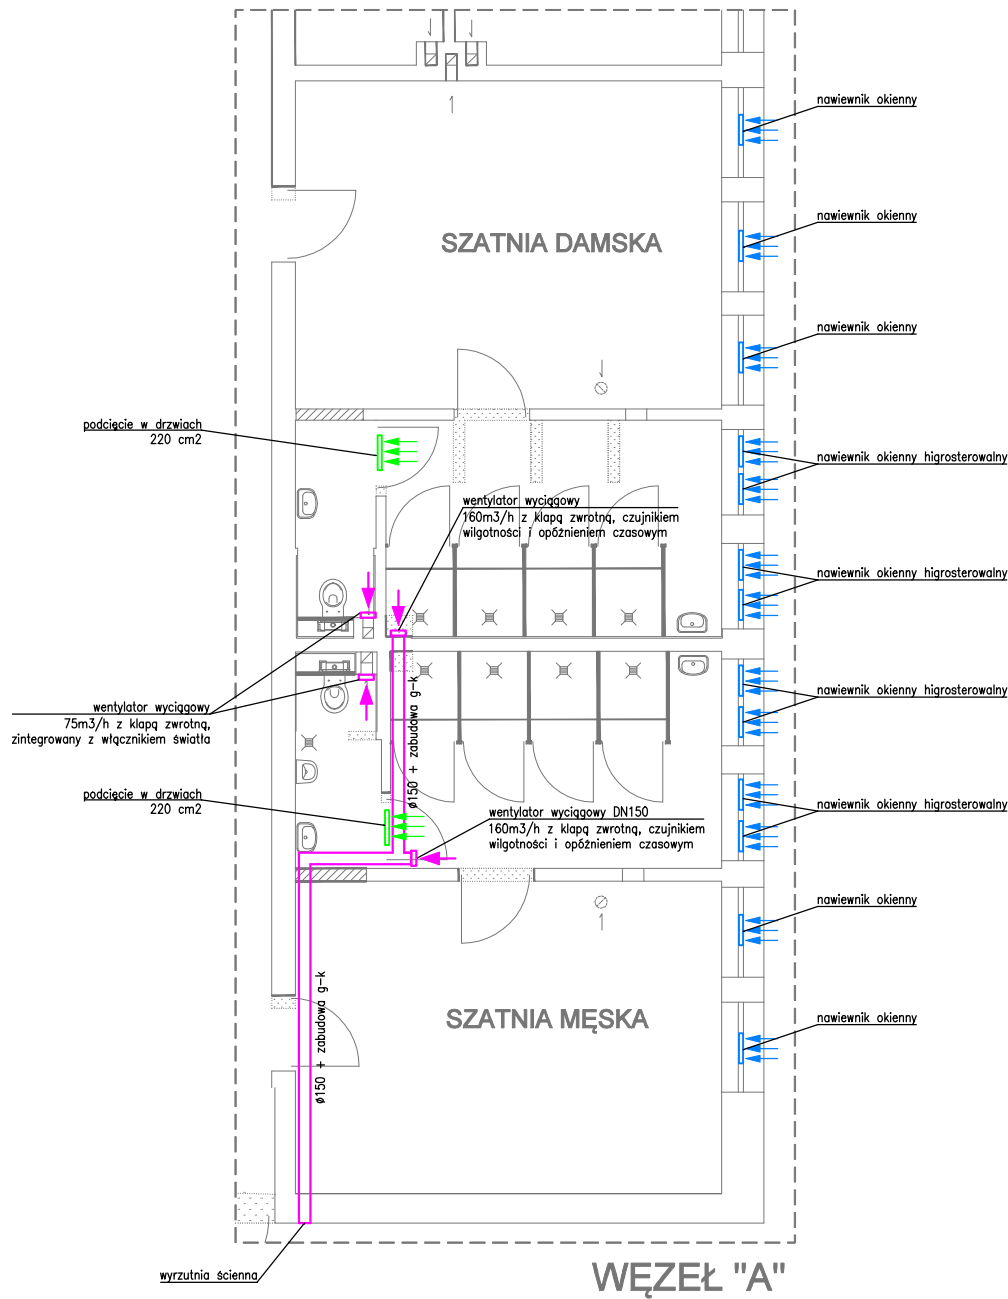 nawiewnik okienny
nawiewnik okienny
SZATNIA DAMSKA
nawiewnik okienny
podcięcie w drzwiach
220 cm2
nawiewnik okienny higrosterowalny
wentylator wyciągowy
160m3/h z klapą zwrotną, czujnikiem
wilgotności i opóźnieniem czasowym
nawiewnik okienny higrosterowalny
nawiewnik okienny higrosterowalny
wentylator wyciągowy
75m3/h z klapą zwrotną,
zintegrowany z włącznikiem światła
ø150 + zabudowa g-k
podcięcie w drzwiach
220 cm2
nawiewnik okienny higrosterowalny
wentylator wyciągowy DN150
160m3/h z klapą zwrotną, czujnikiem
wilgotności i opóźnieniem czasowym
nawiewnik okienny
SZATNIA MĘSKA
nawiewnik okienny
ø150 + zabudowa g-k
wyrzutnia ścienna
WĘZEŁ "A"